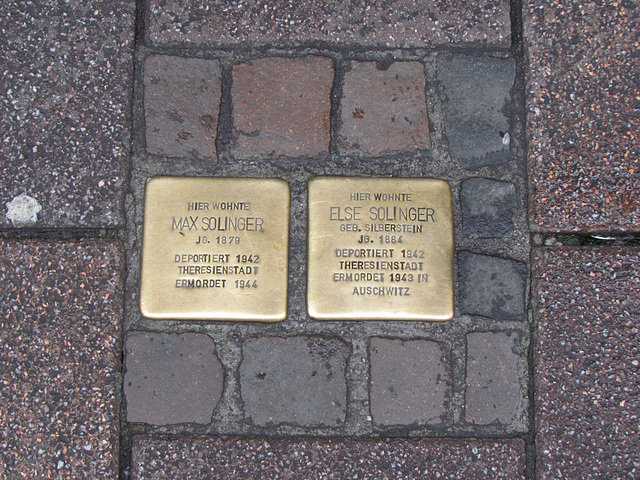 HIER WOHNTE
MAX SOLINGER
JG. 1879
DEPORTIERT 1942
THERESIENSTADT
ERMORDET 1944
HIER WOHNTE
ELSE SOLINGER
GEB. SILBERSTEIN
JG. 1884
DEPORTIERT 1942
THERESIENSTADT
ERMORDET 1943 IN
AUSCHWITZ